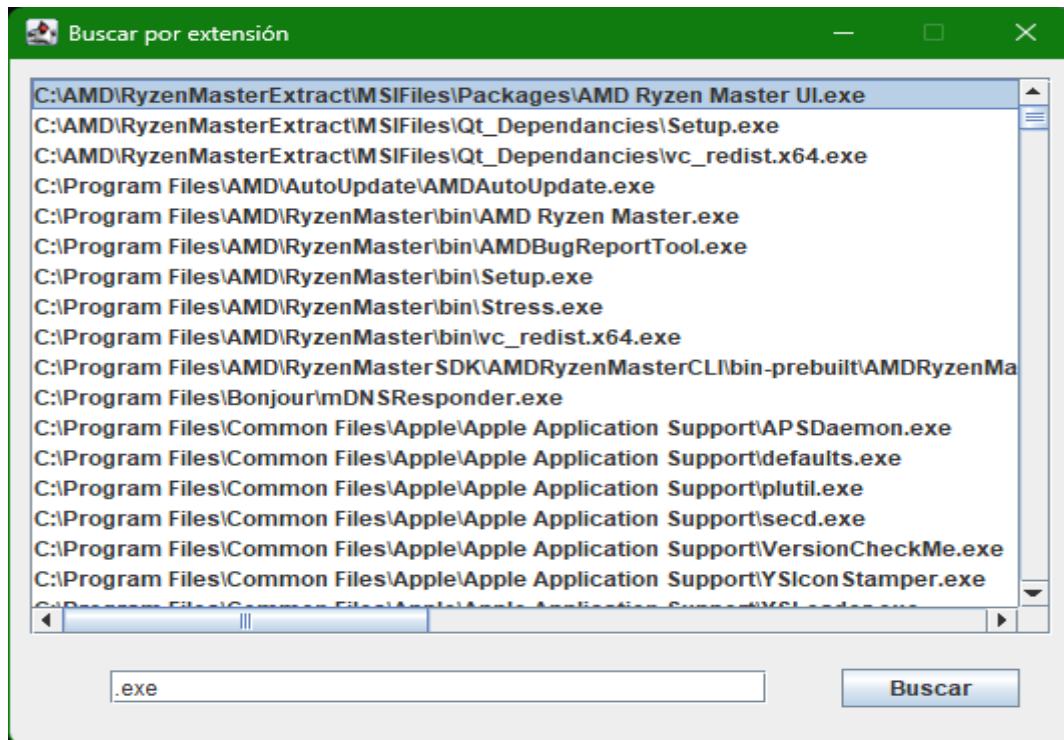 Buscar por extensión
C:\AMD\RyzenMasterExtract\MSIFiles\Packages\AMD Ryzen Master UI.exe
C:\AMD\RyzenMasterExtract\MSIFiles\Qt_Dependancies\Setup.exe
C:\AMD\RyzenMasterExtract\MSIFiles\Qt_Dependancies\vc_redist.x64.exe
C:\Program Files\AMD\AutoUpdate\AMDAutoUpdate.exe
C:\Program Files\AMD\RyzenMaster\bin\AMD Ryzen Master.exe
C:\Program Files\AMD\RyzenMaster\bin\AMDBugReportTool.exe
C:\Program Files\AMD\RyzenMaster\bin\Setup.exe
C:\Program Files\AMD\RyzenMaster\bin\Stress.exe
C:\Program Files\AMD\RyzenMaster\bin\vc_redist.x64.exe
C:\Program Files\AMD\RyzenMasterSDK\AMDRyzenMasterCLI\bin-prebuilt\AMDRyzenMa
C:\Program Files\Bonjour\mDNSResponder.exe
C:\Program Files\Common Files\Apple\Apple Application Support\APSDaemon.exe
C:\Program Files\Common Files\Apple\Apple Application Support\defaults.exe
C:\Program Files\Common Files\Apple\Apple Application Support\plutil.exe
C:\Program Files\Common Files\Apple\Apple Application Support\secd.exe
C:\Program Files\Common Files\Apple\Apple Application Support\VersionCheckMe.exe
C:\Program Files\Common Files\Apple\Apple Application Support\YSIconStamper.exe
.exe
Buscar